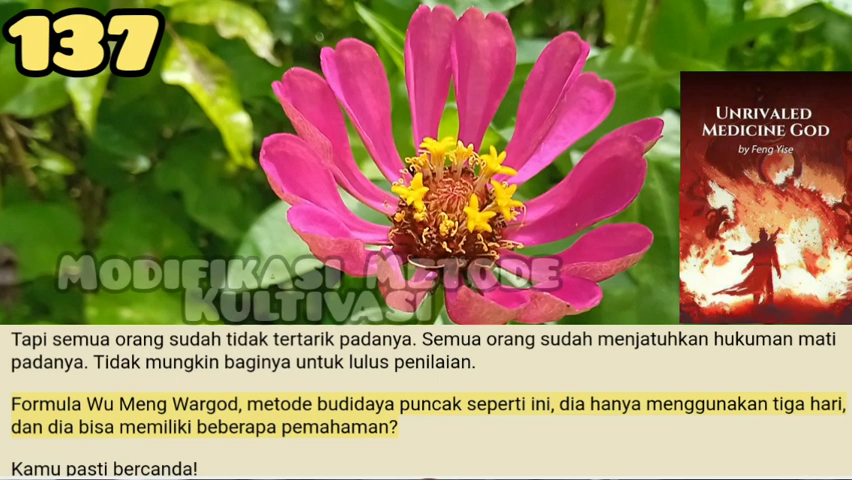 137
UNRIVALED
MEDICINE GOD
by Feng Yise
MODIFIKASI METODE
KULTIVASI
Tapi semua orang sudah tidak tertarik padanya. Semua orang sudah menjatuhkan hukuman mati
padanya. Tidak mungkin baginya untuk lulus penilaian.
Formula Wu Meng Wargod, metode budidaya puncak seperti ini, dia hanya menggunakan tiga hari,
dan dia bisa memiliki beberapa pemahaman?
Kamu pasti bercanda!